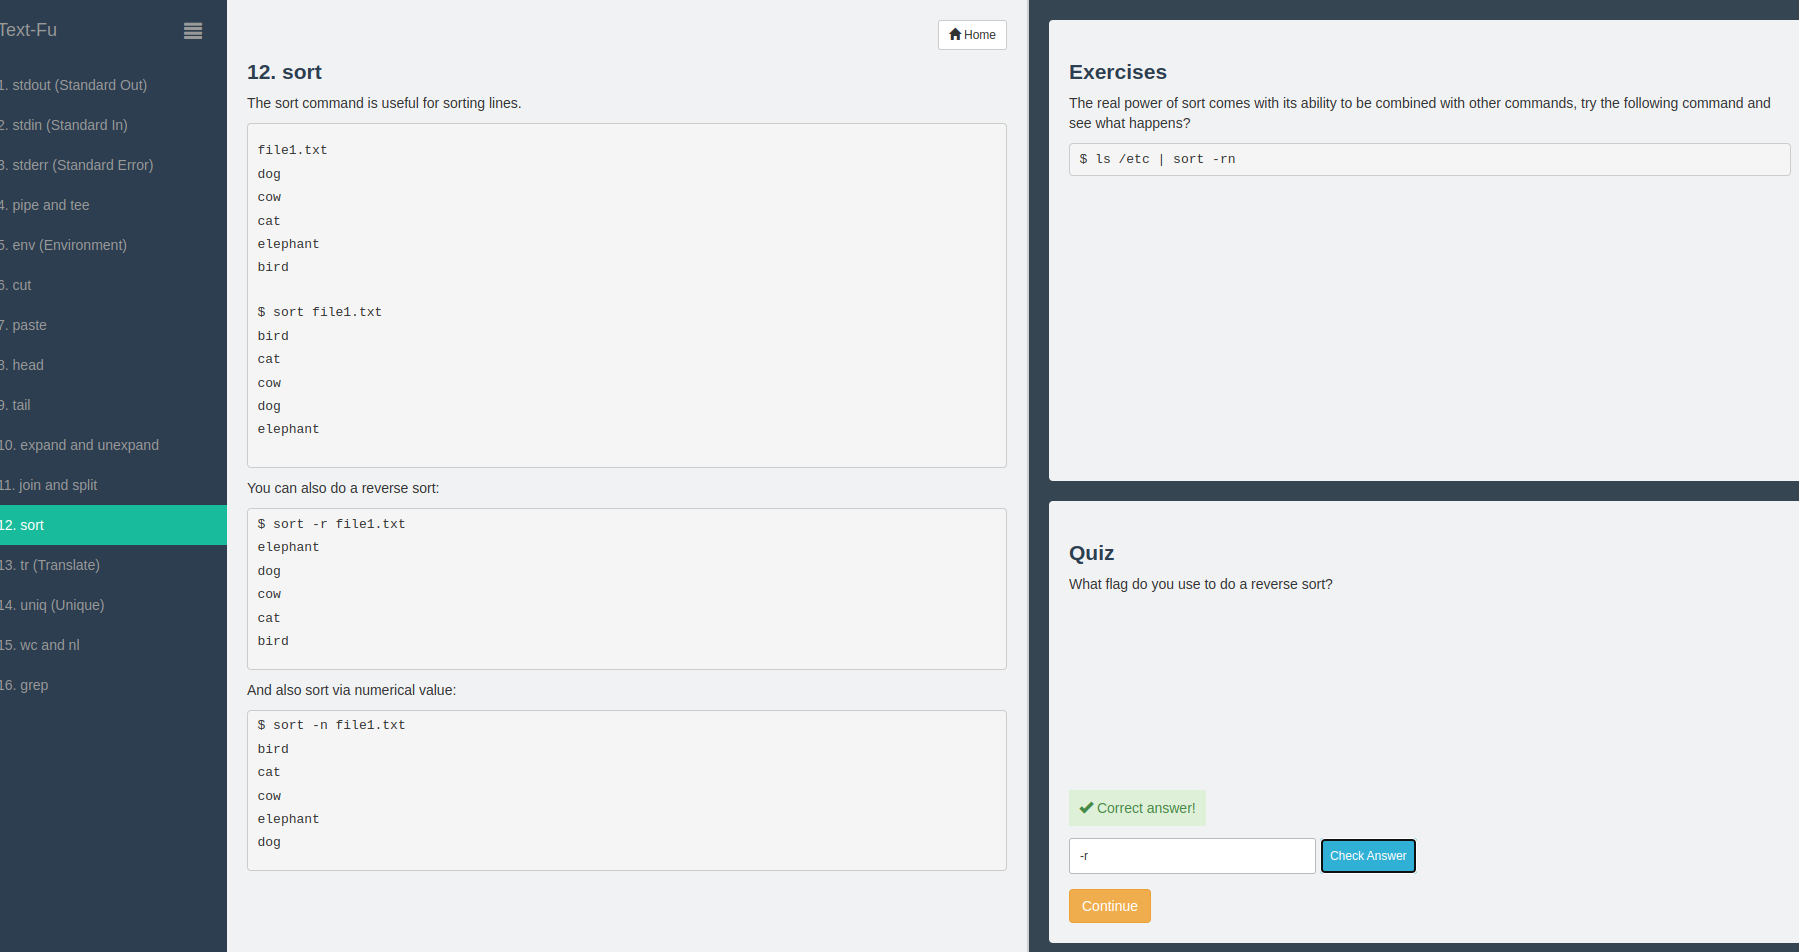 Text-Fu
1. stdout (Standard Out)
2. stdin (Standard In)
3. stderr (Standard Error)
4. pipe and tee
5. env (Environment)
6. cut
7. paste
8. head
9. tail
10. expand and unexpand
11. join and split
12. sort
13. tr (Translate)
14. uniq (Unique)
15. wc and nl
16. grep
Home
12. sort
The sort command is useful for sorting lines.
file1.txt
dog
cow
cat
elephant
bird
$ sort file1.txt
bird
cat
cow
dog
elephant
You can also do a reverse sort:
$ sort -r file1.txt
elephant
dog
cow
cat
bird
And also sort via numerical value:
$ sort -n file1.txt
bird
cat
cow
elephant
dog
Exercises
The real power of sort comes with its ability to be combined with other commands, try the following command and
see what happens?
$ ls /etc | sort -rn
Quiz
What flag do you use to do a reverse sort?
Correct answer!
-r
Check Answer
Continue